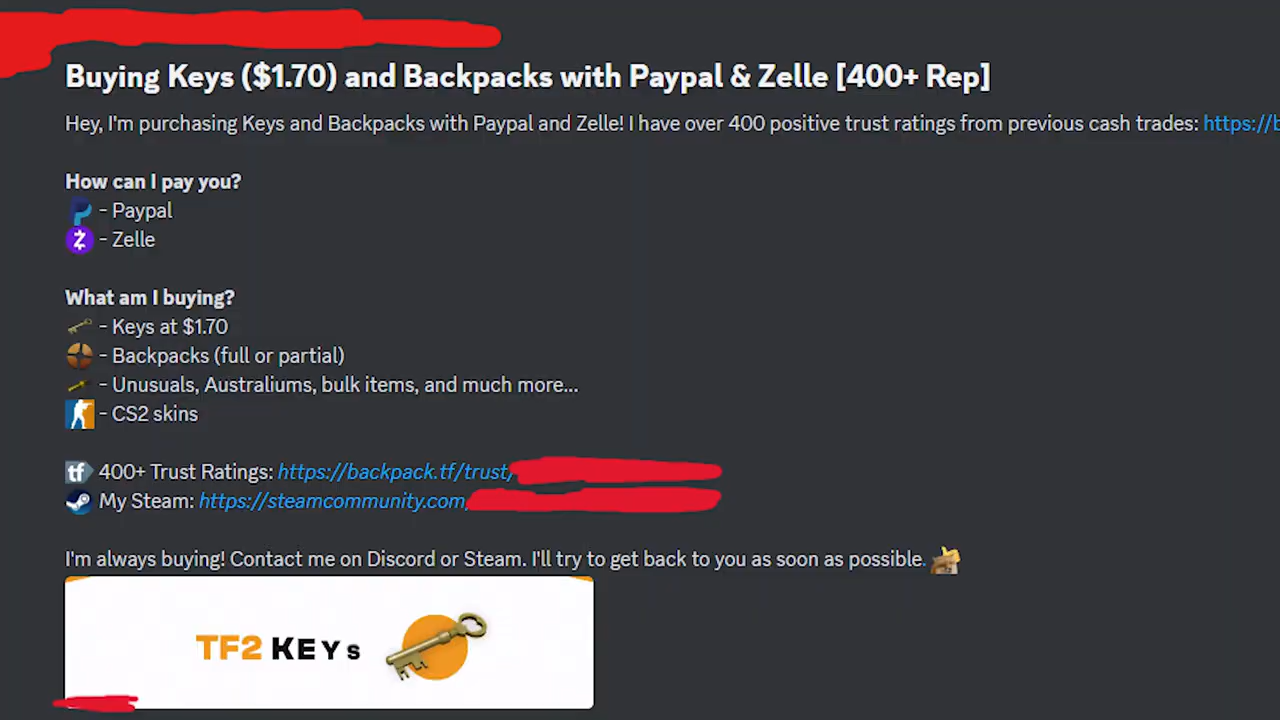 Buying Keys ($1.70) and Backpacks with Paypal & Zelle [400+ Rep]
Hey, I'm purchasing Keys and Backpacks with Paypal and Zelle! I have over 400 positive trust ratings from previous cash trades: https://b
How can I pay you?
- Paypal
- Zelle
What am I buying?
- Keys at $1.70
- Backpacks (full or partial)
- Unusuals, Australiums, bulk items, and much more...
- CS2 skins
tf 400+ Trust Ratings: https://backpack.tf/trust/
My Steam: https://steamcommunity.com/
I'm always buying! Contact me on Discord or Steam. I'll try to get back to you as soon as possible.
TF2 KEYs